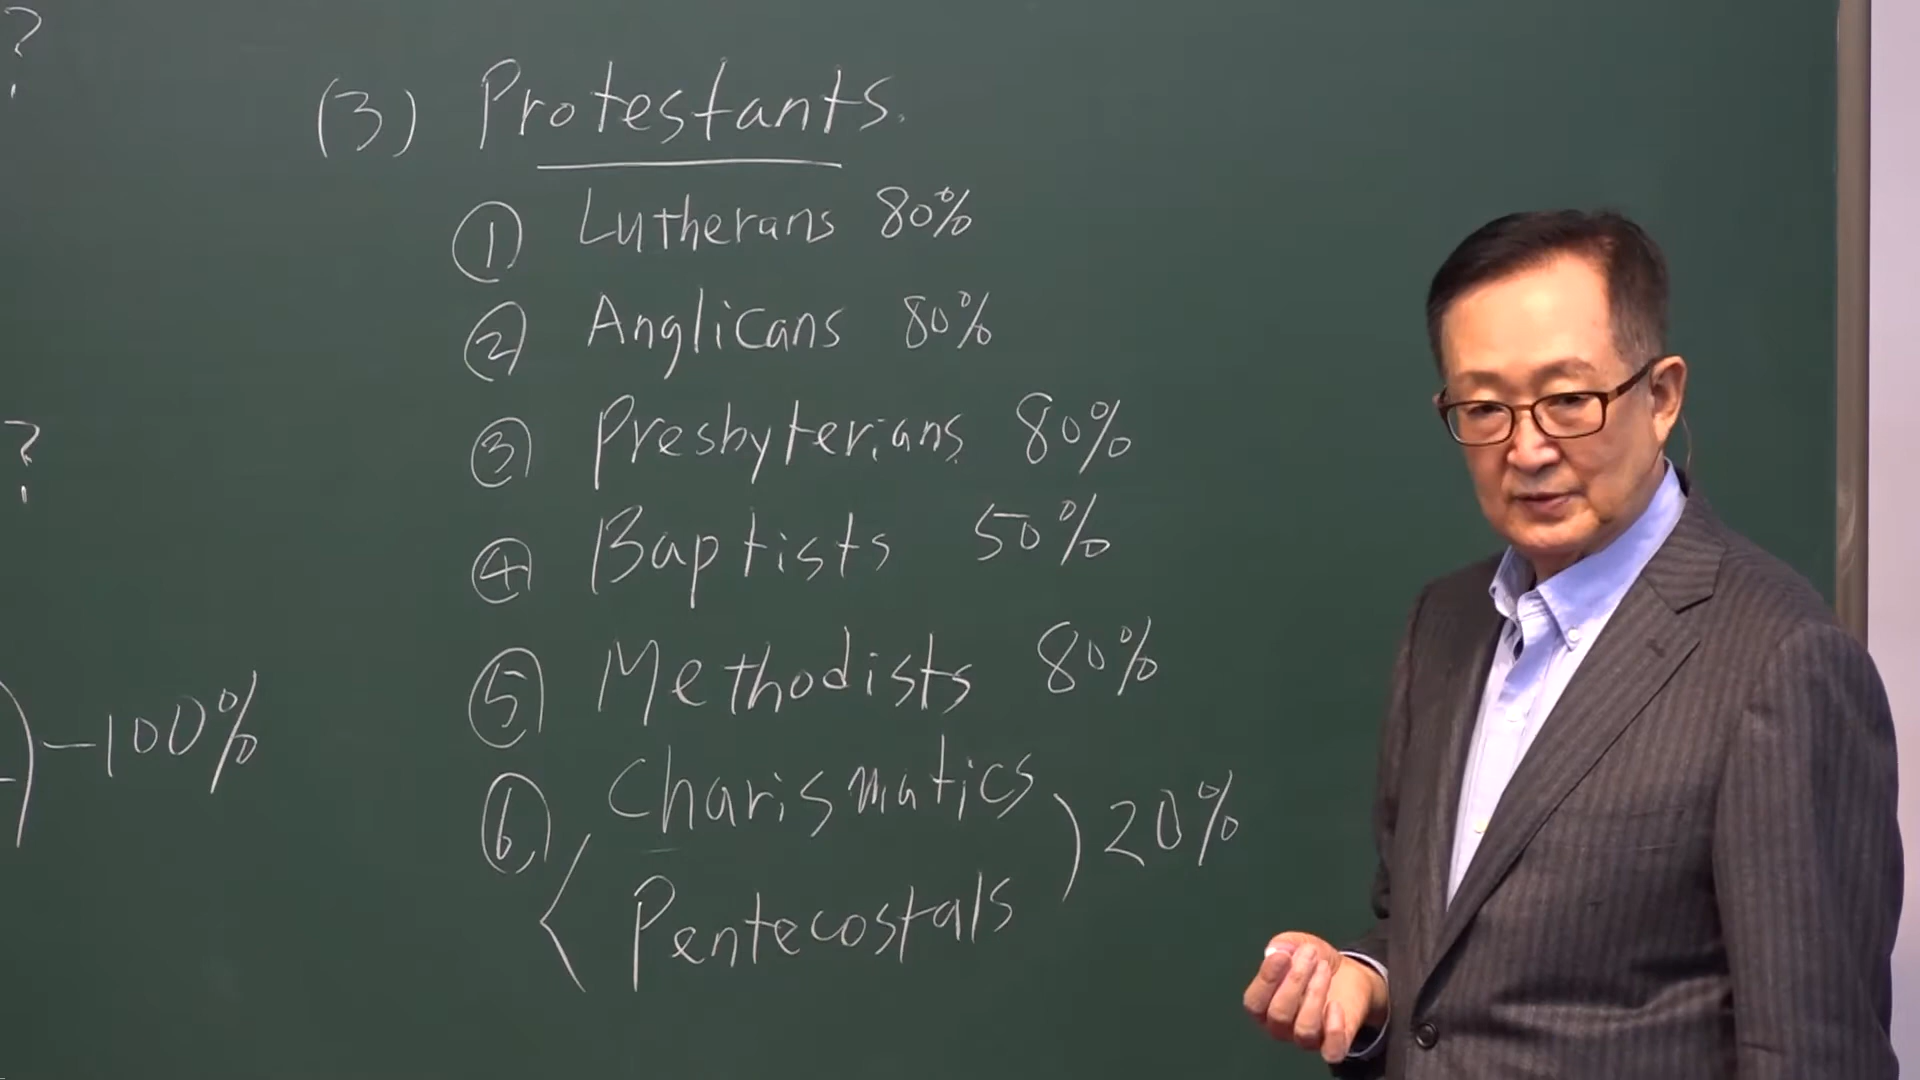 ?
?
) — 100%
(3) Protestants.
① Lutherans 80%
② Anglicans 80%
③ Presbyterians 80%
④ Baptists 50%
⑤ Methodists 80%
⑥ Charismatics
Pentecostals ) 20%